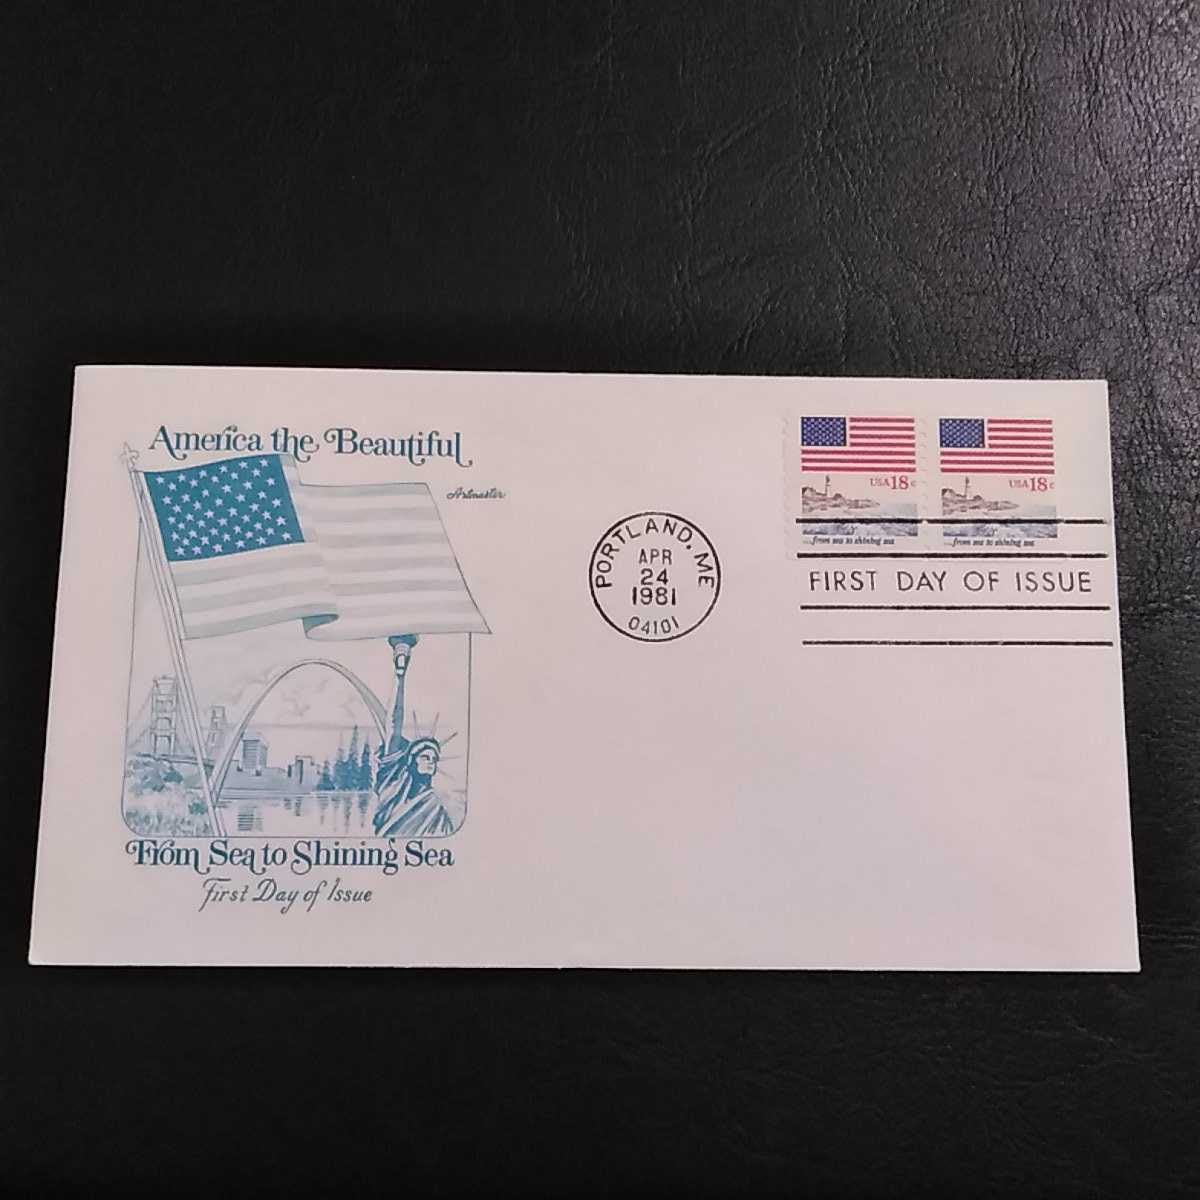 America the Beautiful
Artmaster
USA 18c
...from sea to shining sea
USA 18c
...from sea to shining sea
PORTLAND, ME
APR
24
1981
04101
FIRST DAY OF ISSUE
From Sea to Shining Sea
First Day of Issue